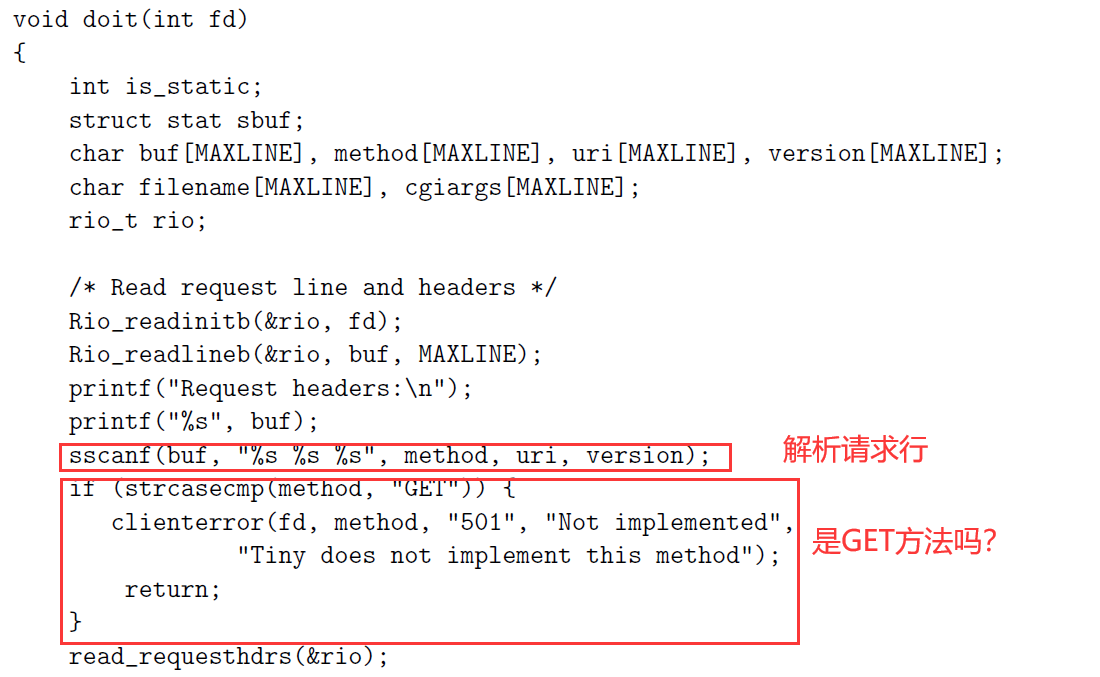 void doit(int fd)
{
int is_static;
struct stat sbuf;
char buf[MAXLINE], method[MAXLINE], uri[MAXLINE], version[MAXLINE];
char filename[MAXLINE], cgiargs[MAXLINE];
rio_t rio;
/* Read request line and headers */
Rio_readinitb(&rio, fd);
Rio_readlineb(&rio, buf, MAXLINE);
printf("Request headers:\n");
printf("%s", buf);
sscanf(buf, "%s %s %s", method, uri, version);
解析请求行
if (strcasecmp(method, "GET")) {
clienterror(fd, method, "501", "Not implemented",
是GET方法吗?
"Tiny does not implement this method");
return;
}
read_requesthdrs(&rio);